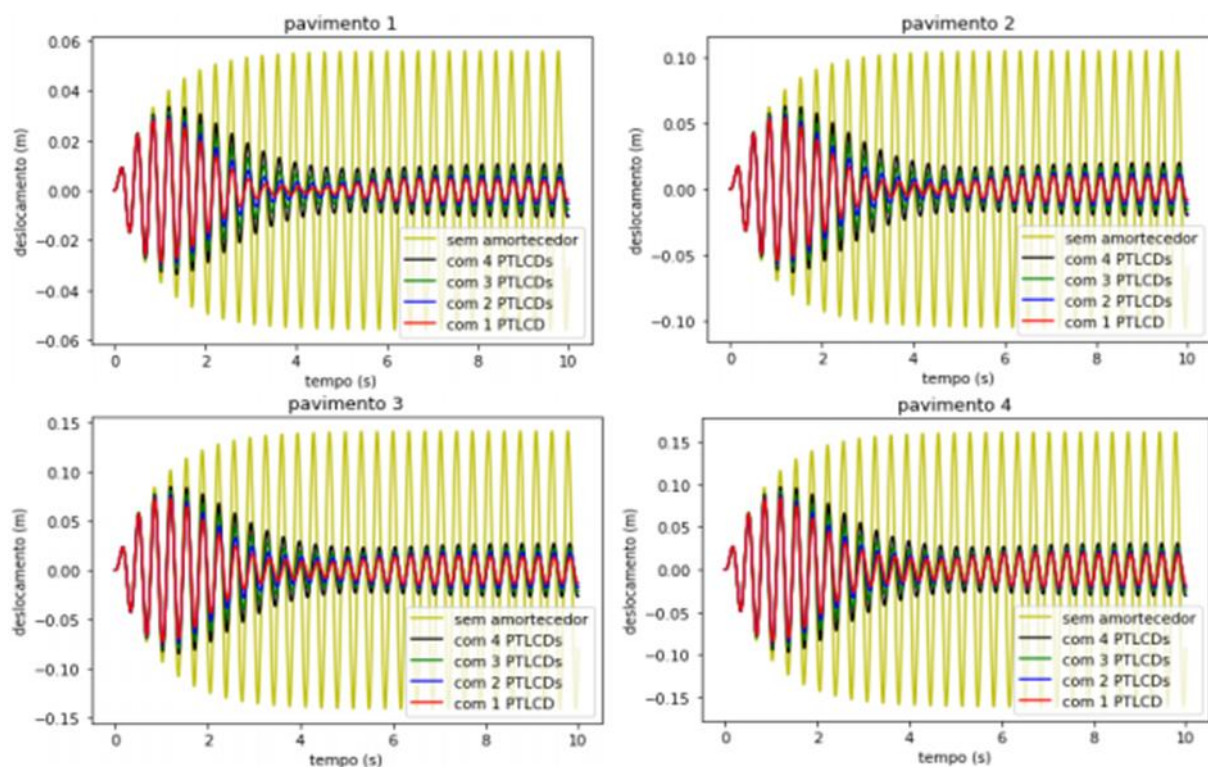 pavimento 1
0.06
0.04
0.02
0.00
−0.02
−0.04
−0.06
deslocamento (m)
sem amortecedor
com 4 PTLCDs
com 3 PTLCDs
com 2 PTLCDs
com 1 PTLCD
0 2 4 6 8 10
tempo (s)
pavimento 2
0.10
0.05
0.00
−0.05
−0.10
deslocamento (m)
sem amortecedor
com 4 PTLCDs
com 3 PTLCDs
com 2 PTLCDs
com 1 PTLCD
0 2 4 6 8 10
tempo (s)
pavimento 3
0.15
0.10
0.05
0.00
−0.05
−0.10
−0.15
deslocamento (m)
sem amortecedor
com 4 PTLCDs
com 3 PTLCDs
com 2 PTLCDs
com 1 PTLCD
0 2 4 6 8 10
tempo (s)
pavimento 4
0.15
0.10
0.05
0.00
−0.05
−0.10
−0.15
deslocamento (m)
sem amortecedor
com 4 PTLCDs
com 3 PTLCDs
com 2 PTLCDs
com 1 PTLCD
0 2 4 6 8 10
tempo (s)